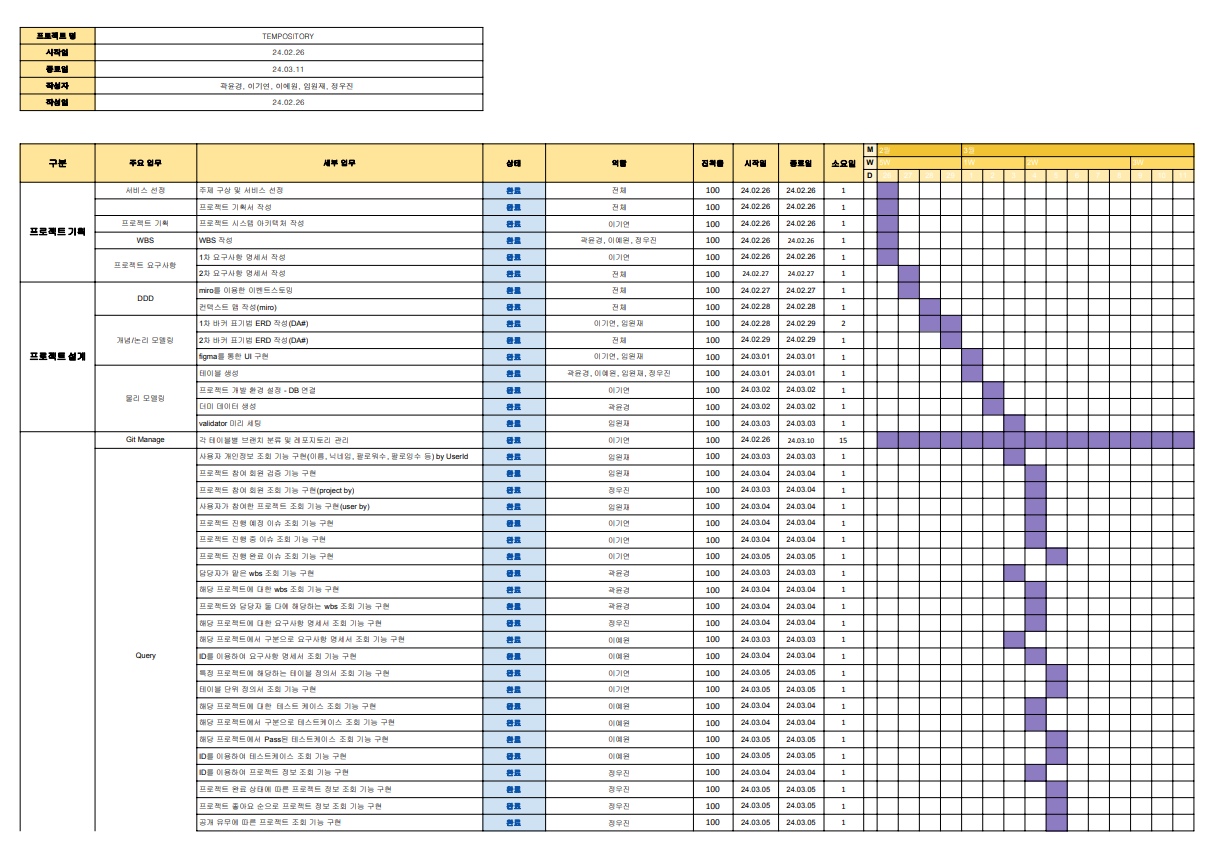 프로젝트 명 TEMPOSITORY
시작일 24.02.26
종료일 24.03.11
작성자 곽윤경, 이기연, 이예원, 임원재, 정우진
작성일 24.02.26
구분 주요 업무 세부 업무 상태 역할 진척률 시작일 종료일 소요일 M 2월 3월
W 5W 1W 2W 3W
D
서비스 선정 주제 구상 및 서비스 선정 완료 전체 100 24.02.26 24.02.26 1
프로젝트 기획서 작성 완료 전체 100 24.02.26 24.02.26 1
프로젝트 기획 프로젝트 기획 프로젝트 시스템 아키텍처 작성 완료 이기연 100 24.02.26 24.02.26 1
WBS WBS 작성 완료 곽윤경, 이예원, 정우진 100 24.02.26 24.02.26 1
프로젝트 요구사항 1차 요구사항 명세서 작성 완료 이기연 100 24.02.26 24.02.26 1
2차 요구사항 명세서 작성 완료 전체 100 24.02.27 24.02.27 1
프로젝트 설계 DDD miro를 이용한 이벤트스토밍 완료 전체 100 24.02.27 24.02.27 1
컨텍스트 맵 작성(miro) 완료 전체 100 24.02.28 24.02.28 1
개념/논리 모델링 1차 바커 표기법 ERD 작성(DA#) 완료 이기연, 임원재 100 24.02.28 24.02.29 2
2차 바커 표기법 ERD 작성(DA#) 완료 전체 100 24.02.29 24.02.29 1
figma를 통한 UI 구현 완료 이기연, 임원재 100 24.03.01 24.03.01 1
물리 모델링 테이블 생성 완료 곽윤경, 이예원, 임원재, 정우진 100 24.03.01 24.03.01 1
프로젝트 개발 환경 설정 - DB 연결 완료 이기연 100 24.03.02 24.03.02 1
더미 데이터 생성 완료 곽윤경 100 24.03.02 24.03.02 1
validator 미리 세팅 완료 임원재 100 24.03.03 24.03.03 1
Git Manage 각 테이블별 브랜치 분류 및 레포지토리 관리 완료 이기연 100 24.02.26 24.03.10 15
Query 사용자 개인정보 조회 기능 구현(이름, 닉네임, 팔로워수, 팔로잉수 등) by UserId 완료 임원재 100 24.03.03 24.03.03 1
프로젝트 참여 회원 검증 기능 구현 완료 임원재 100 24.03.04 24.03.04 1
프로젝트 참여 회원 조회 기능 구현(project by) 완료 정우진 100 24.03.03 24.03.04 1
사용자가 참여한 프로젝트 조회 기능 구현(user by) 완료 임원재 100 24.03.04 24.03.04 1
프로젝트 진행 예정 이슈 조회 기능 구현 완료 이기연 100 24.03.04 24.03.04 1
프로젝트 진행 중 이슈 조회 기능 구현 완료 이기연 100 24.03.04 24.03.04 1
프로젝트 진행 완료 이슈 조회 기능 구현 완료 이기연 100 24.03.05 24.03.05 1
담당자가 맡은 wbs 조회 기능 구현 완료 곽윤경 100 24.03.03 24.03.03 1
해당 프로젝트에 대한 wbs 조회 기능 구현 완료 곽윤경 100 24.03.04 24.03.04 1
프로젝트와 담당자 둘 다에 해당하는 wbs 조회 기능 구현 완료 곽윤경 100 24.03.04 24.03.04 1
해당 프로젝트에 대한 요구사항 명세서 조회 기능 구현 완료 정우진 100 24.03.04 24.03.04 1
해당 프로젝트에서 구분으로 요구사항 명세서 조회 기능 구현 완료 이예원 100 24.03.03 24.03.03 1
ID를 이용하여 요구사항 명세서 조회 기능 구현 완료 이예원 100 24.03.04 24.03.04 1
특정 프로젝트에 해당하는 테이블 정의서 조회 기능 구현 완료 이기연 100 24.03.05 24.03.05 1
테이블 단위 정의서 조회 기능 구현 완료 이기연 100 24.03.05 24.03.05 1
해당 프로젝트에 대한 테스트 케이스 조회 기능 구현 완료 이예원 100 24.03.04 24.03.04 1
해당 프로젝트에서 구분으로 테스트케이스 조회 기능 구현 완료 이예원 100 24.03.04 24.03.04 1
해당 프로젝트에서 Pass된 테스트케이스 조회 기능 구현 완료 이예원 100 24.03.05 24.03.05 1
ID를 이용하여 테스트케이스 조회 기능 구현 완료 이예원 100 24.03.05 24.03.05 1
ID를 이용하여 프로젝트 정보 조회 기능 구현 완료 정우진 100 24.03.04 24.03.04 1
프로젝트 완료 상태에 따른 프로젝트 정보 조회 기능 구현 완료 정우진 100 24.03.05 24.03.05 1
프로젝트 좋아요 순으로 프로젝트 정보 조회 기능 구현 완료 정우진 100 24.03.05 24.03.05 1
공개 유무에 따른 프로젝트 조회 기능 구현 완료 정우진 100 24.03.05 24.03.05 1